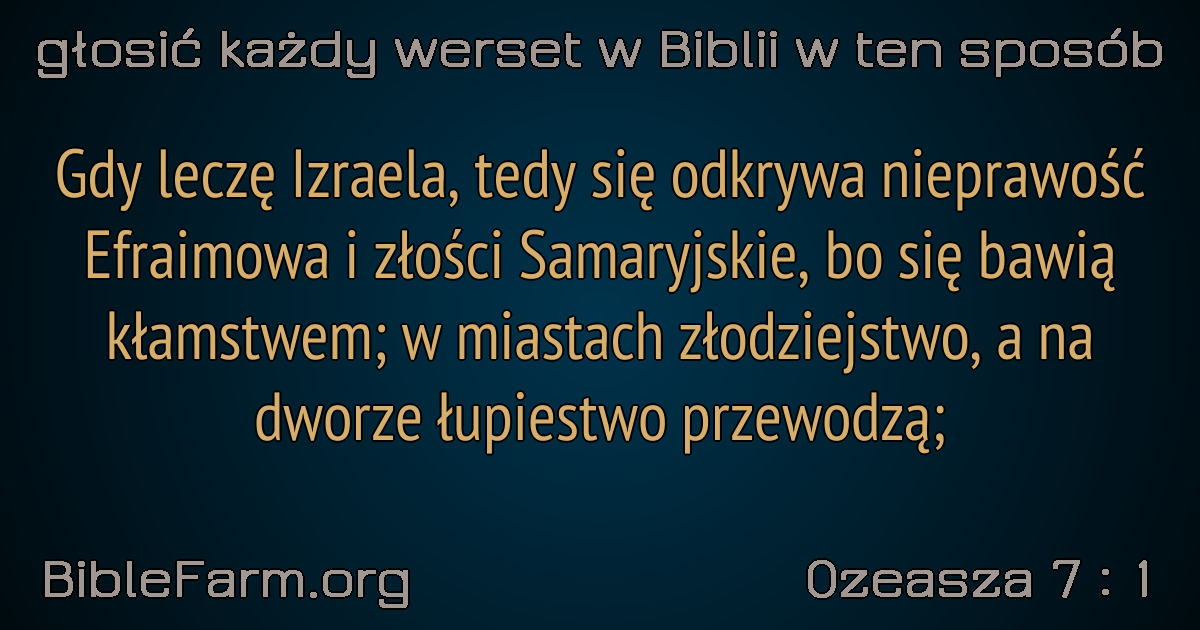 głosić każdy werset w Biblii w ten sposób
Gdy leczę Izraela, tedy się odkrywa nieprawość
Efraimowa i złości Samaryjskie, bo się bawią
kłamstwem; w miastach złodziejstwo, a na
dworze łupiestwo przewodzą;
BibleFarm.org
Ozeasza 7 : 1